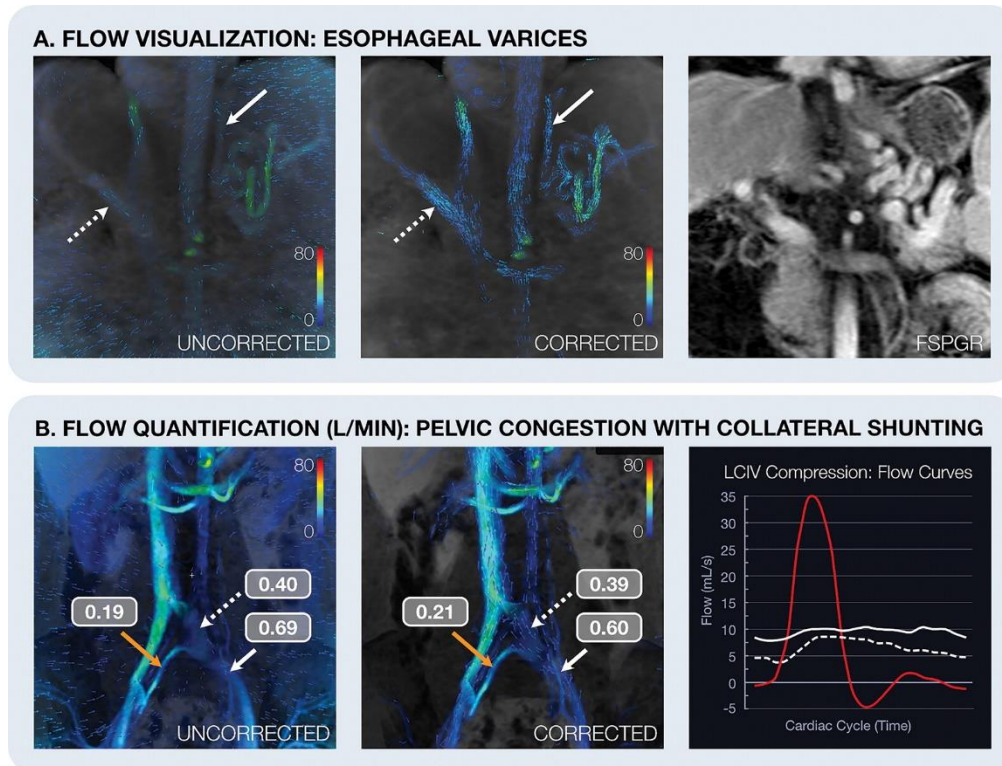 A. FLOW VISUALIZATION: ESOPHAGEAL VARICES
80
0
UNCORRECTED
80
0
CORRECTED
FSPGR
B. FLOW QUANTIFICATION (L/MIN): PELVIC CONGESTION WITH COLLATERAL SHUNTING
80
0
0.40
0.19
0.69
UNCORRECTED
80
0
0.39
0.21
0.60
CORRECTED
LCIV Compression: Flow Curves
35
30
25
20
15
10
5
0
-5
Flow (mL/s)
Cardiac Cycle (Time)